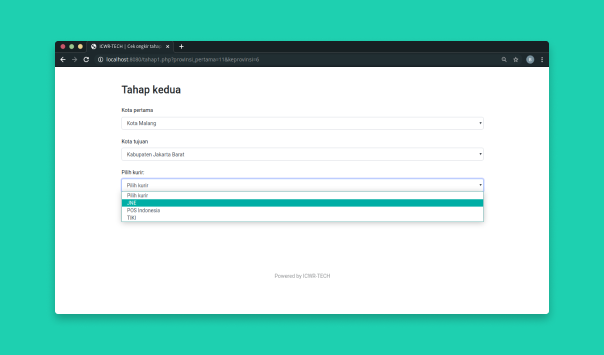 ICWR-TECH | Cek ongkir tahap
localhost:8080/tahap1.php?provinsi_pertama=11&keprovinsi=6
Tahap kedua
Kota pertama
Kota Malang
Kota tujuan
Kabupaten Jakarta Barat
Pilih kurir:
Pilih kurir
Pilih kurir
JNE
POS Indonesia
TIKI
Powered by ICWR-TECH